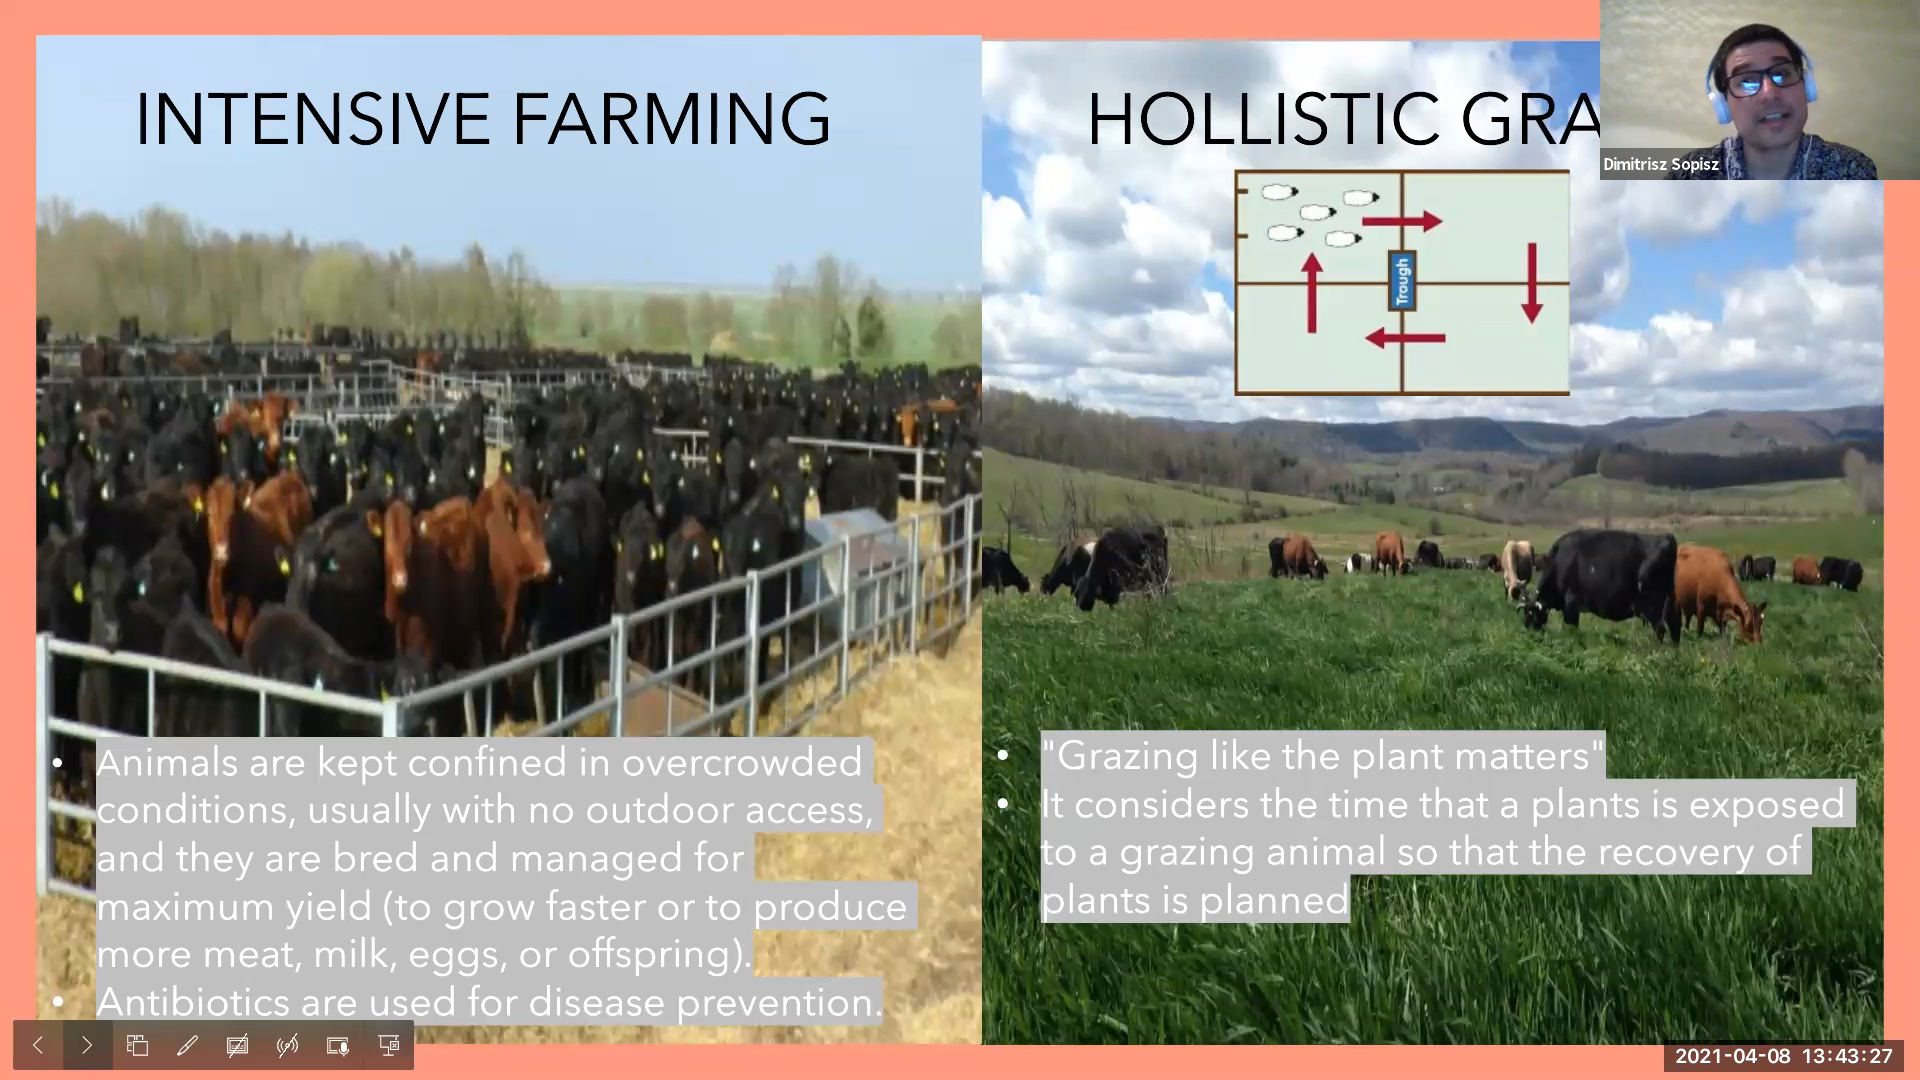 INTENSIVE FARMING
Animals are kept confined in overcrowded
conditions, usually with no outdoor access,
and they are bred and managed for
maximum yield (to grow faster or to produce
more meat, milk, eggs, or offspring).
Antibiotics are used for disease prevention.
HOLLISTIC GRA
Trough
"Grazing like the plant matters"
It considers the time that a plants is exposed
to a grazing animal so that the recovery of
plants is planned
Dimitrisz Sopisz
2021-04-08 13:43:27